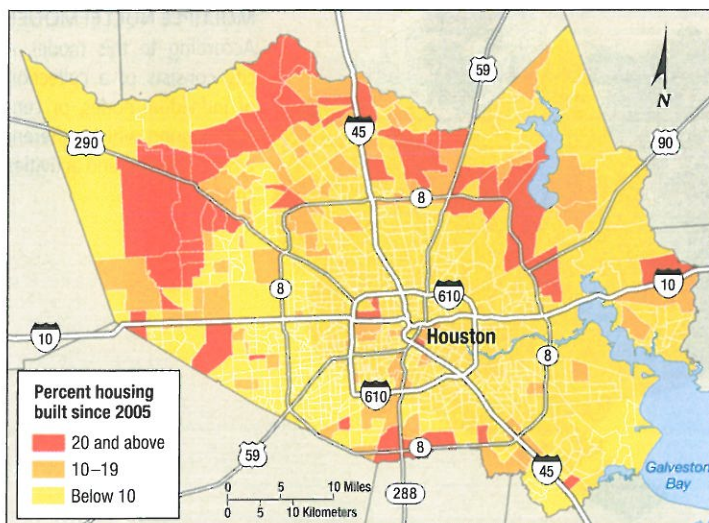 8
59
45
N
290
90
8
8
610
10
Houston
10
8
610
Percent housing
built since 2005
20 and above
10–19
Below 10
59
8
45
Galveston
Bay
0 5 10 Miles
0 5 10 Kilometers
288